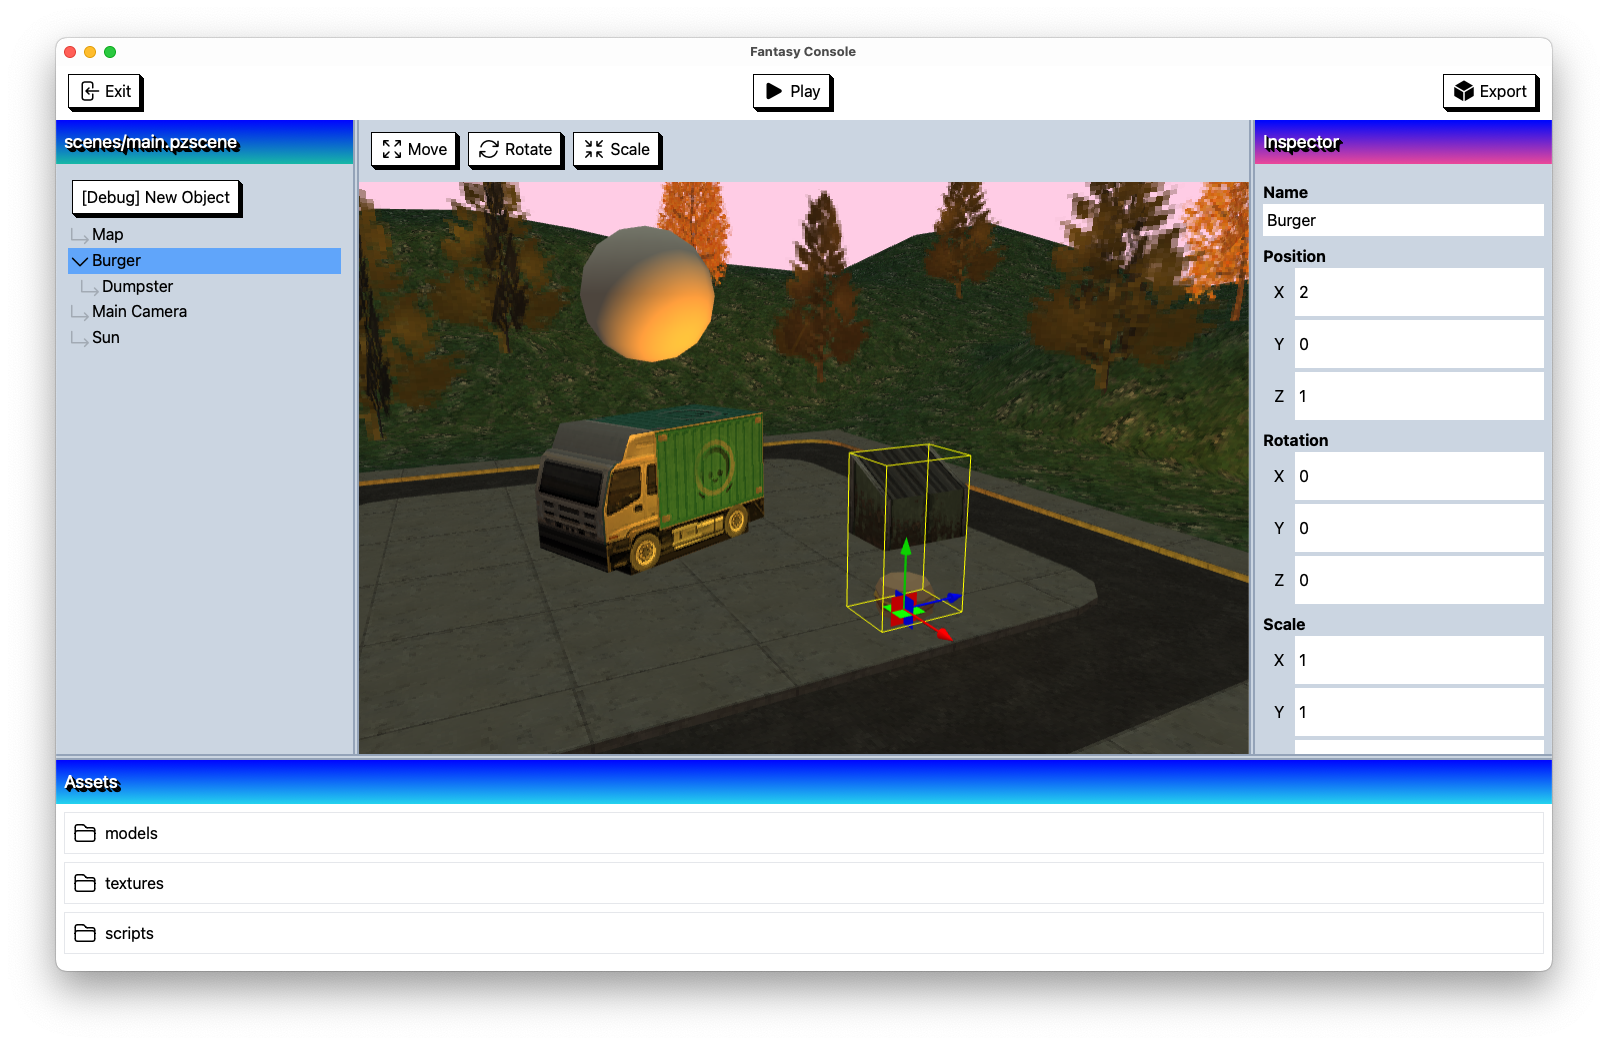 Fantasy Console
Exit
Play
Export
scenes/main.pzscene
[Debug] New Object
Map
Burger
Dumpster
Main Camera
Sun
Move
Rotate
Scale
Inspector
Name
Burger
Position
X 2
Y 0
Z 1
Rotation
X 0
Y 0
Z 0
Scale
X 1
Y 1
Assets
models
textures
scripts